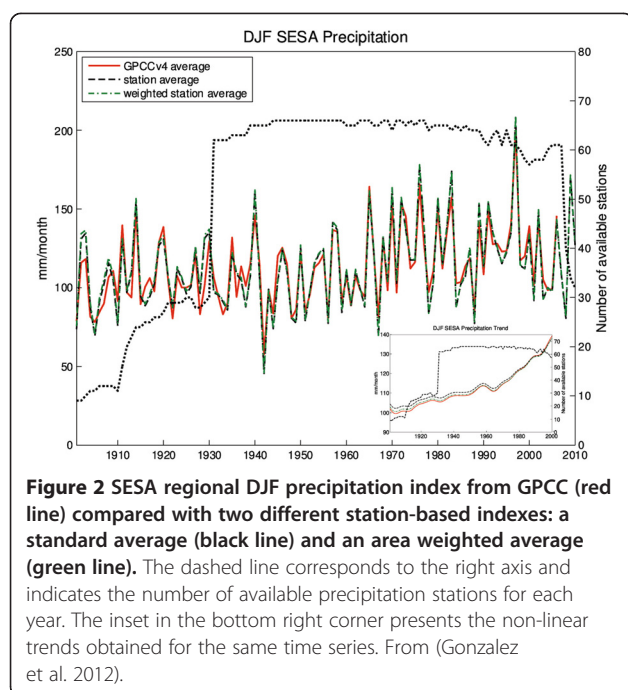 DJF SESA Precipitation
GPCCv4 average
station average
weighted station average
250
200
150
100
50
0
mm/month
80
70
60
50
40
30
20
10
0
Number of available stations
1910 1920 1930 1940 1950 1960 1970 1980 1990 2000 2010
DJF SESA Precipitation Trend
140
130
120
110
100
90
mm/month
70
60
50
40
30
20
10
0
Number of available stations
1920 1940 1960 1980 2000
Figure 2 SESA regional DJF precipitation index from GPCC (red
line) compared with two different station-based indexes: a
standard average (black line) and an area weighted average
(green line). The dashed line corresponds to the right axis and
indicates the number of available precipitation stations for each
year. The inset in the bottom right corner presents the non-linear
trends obtained for the same time series. From (Gonzalez
et al. 2012).